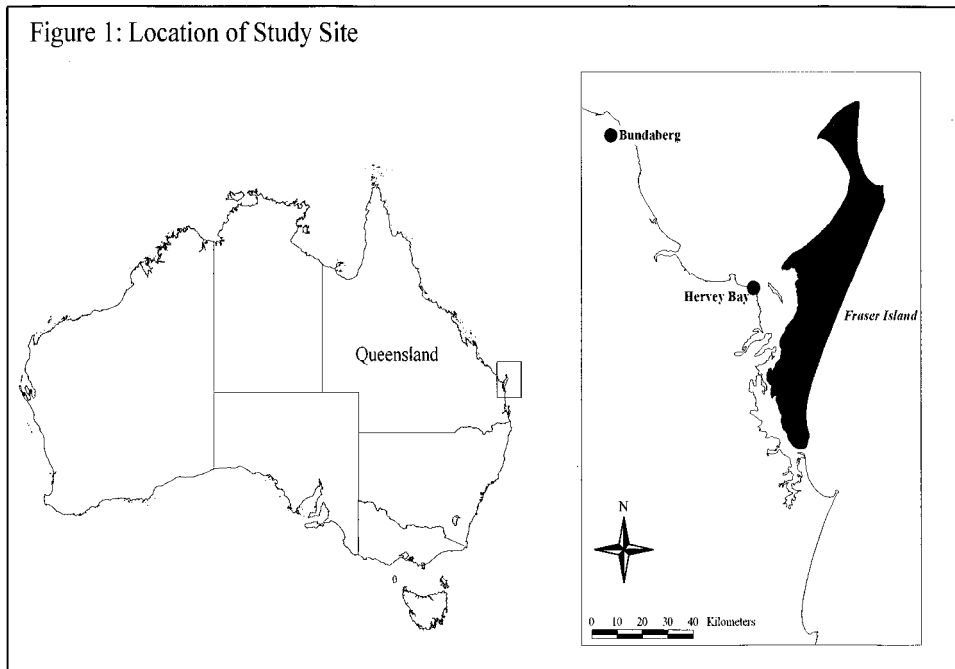 Figure 1: Location of Study Site
Queensland
Bundaberg
Hervey Bay
Fraser Island
N
0 10 20 30 40 Kilometers